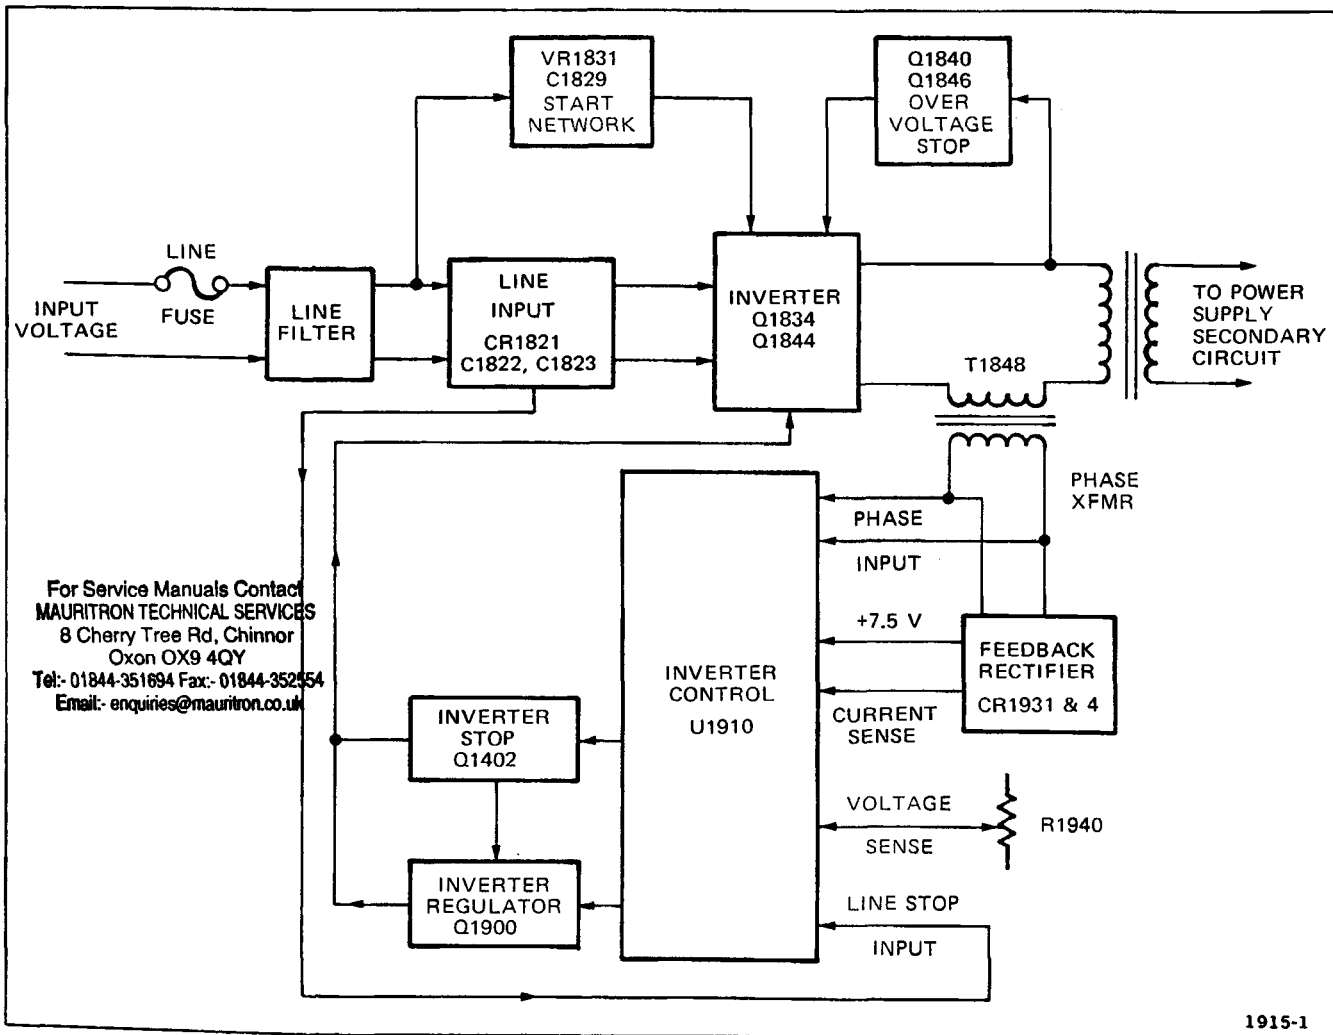 VR1831
C1829
START
NETWORK
Q1840
Q1846
OVER
VOLTAGE
STOP
LINE
FUSE
INPUT
VOLTAGE
LINE
FILTER
LINE
INPUT
CR1821
C1822, C1823
INVERTER
Q1834
Q1844
TO POWER
SUPPLY
SECONDARY
CIRCUIT
T1848
PHASE
XFMR
PHASE
INPUT
+7.5 V
CURRENT
SENSE
FEEDBACK
RECTIFIER
CR1931 & 4
INVERTER
CONTROL
U1910
For Service Manuals Contact
MAURITRON TECHNICAL SERVICES
8 Cherry Tree Rd, Chinnor
Oxon OX9 4QY
Tel:- 01844-351694 Fax:- 01844-352554
Email:- enquiries@mauritron.co.uk
INVERTER
STOP
Q1402
VOLTAGE
SENSE
R1940
INVERTER
REGULATOR
Q1900
LINE STOP
INPUT
1915-1